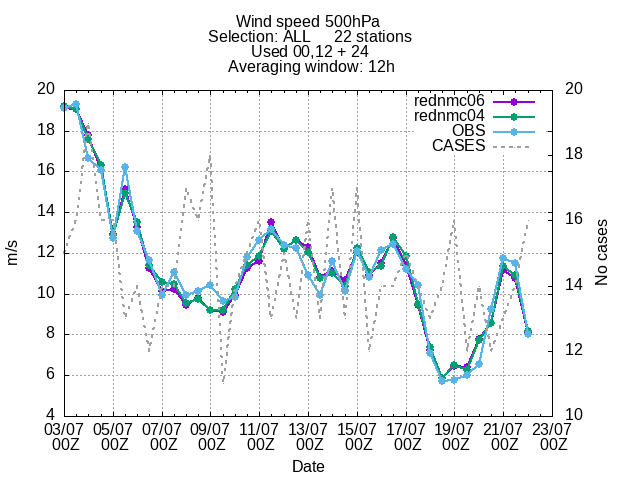 Wind speed 500hPa
Selection: ALL 22 stations
Used 00,12 + 24
Averaging window: 12h
20 20
rednmc06
rednmc04
18 OBS 18
CASES
16
14 16
m/s No cases
12
10 14
8
12
6
4 10
03/07 05/07 07/07 09/07 11/07 13/07 15/07 17/07 19/07 21/07 23/07
00Z 00Z 00Z 00Z 00Z 00Z 00Z 00Z 00Z 00Z 00Z
Date